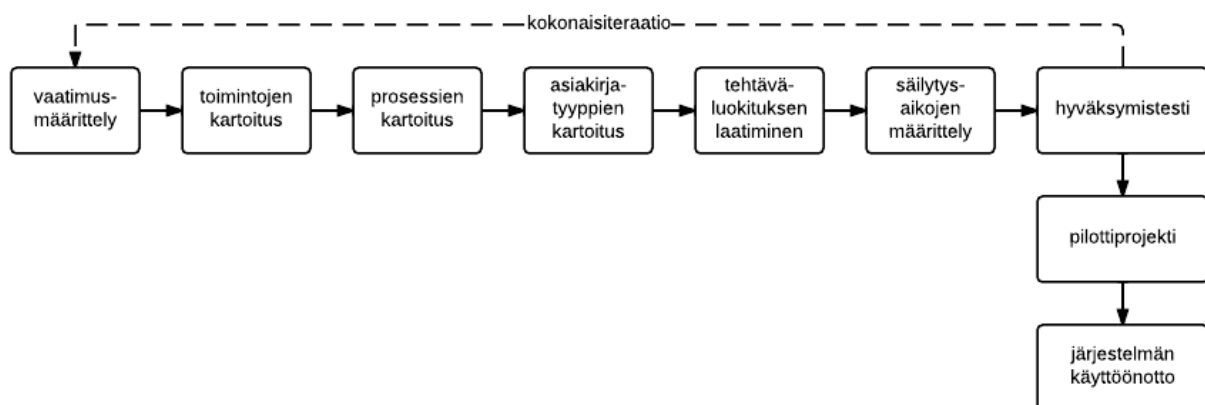 kokonaisiteraatio
vaatimus-
määrittely
toimintojen
kartoitus
prosessien
kartoitus
asiakirja-
tyyppien
kartoitus
tehtävä-
luokituksen
laatiminen
säilytys-
aikojen
määrittely
hyväksymistesti
pilottiprojekti
järjestelmän
käyttöönotto